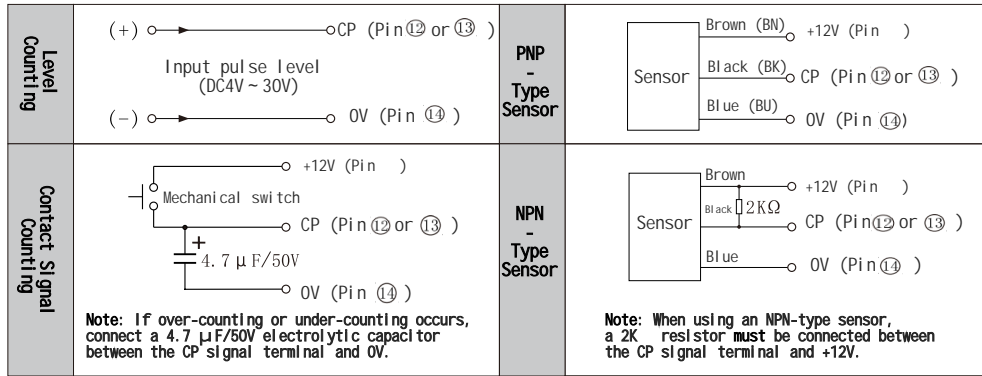 Level
Counting
(+) CP (Pin⑫ or ⑬ )
Input pulse level
(DC4V ~ 30V)
(−) 0V (Pin ⑭ )
PNP
-
Type
Sensor
Sensor
Brown (BN) +12V (Pin )
Black (BK) CP (Pin⑫ or ⑬ )
Blue (BU) 0V (Pin ⑭)
Contact Signal
Counting
+12V (Pin )
Mechanical switch
CP (Pin⑫ or ⑬ )
+
4.7 μF/50V
0V (Pin ⑭ )
Note: If over-counting or under-counting occurs,
connect a 4.7 μF/50V electrolytic capacitor
between the CP signal terminal and 0V.
NPN
-
Type
Sensor
Sensor
Brown +12V (Pin )
Black 2KΩ
CP (Pin⑫ or ⑬ )
Blue 0V (Pin⑭ )
Note: When using an NPN-type sensor,
a 2K resistor must be connected between
the CP signal terminal and +12V.